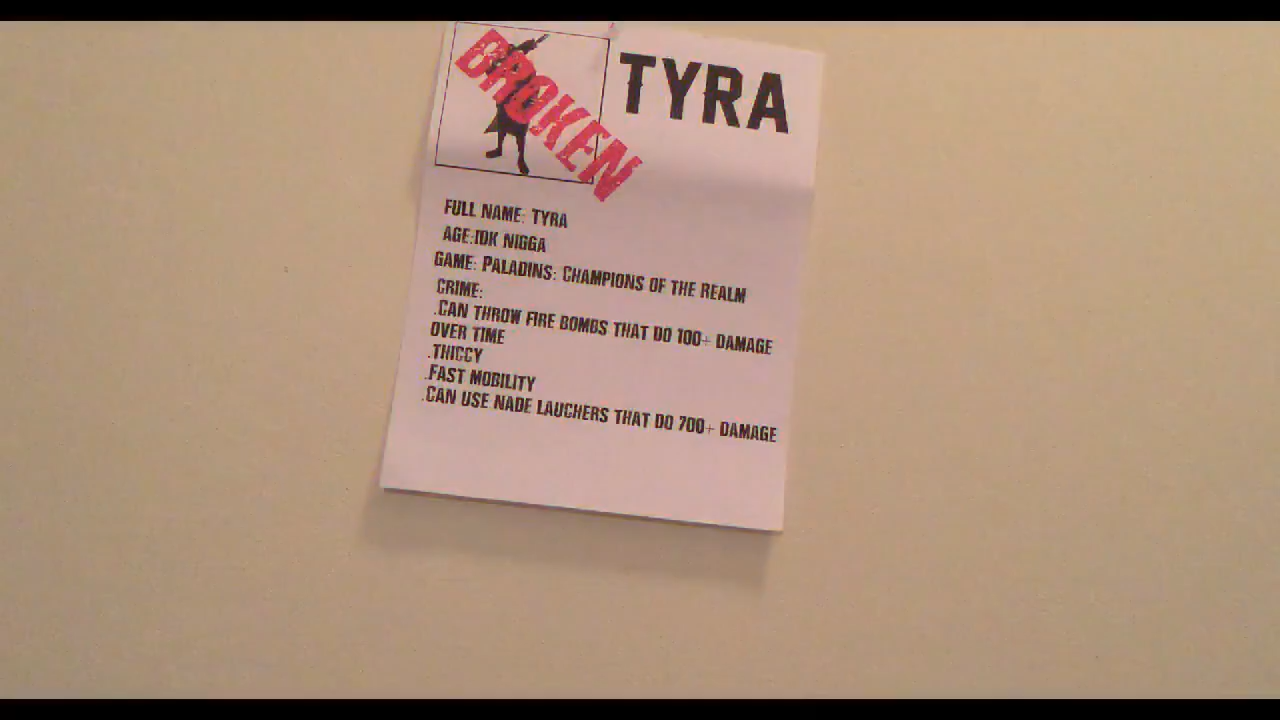 BROKEN
TYRA
FULL NAME: TYRA
AGE:IDK NIGGA
GAME: PALADINS: CHAMPIONS OF THE REALM
CRIME:
.CAN THROW FIRE BOMBS THAT DO 100+ DAMAGE
OVER TIME
.THICCY
.FAST MOBILITY
.CAN USE NADE LAUCHERS THAT DO 700+ DAMAGE